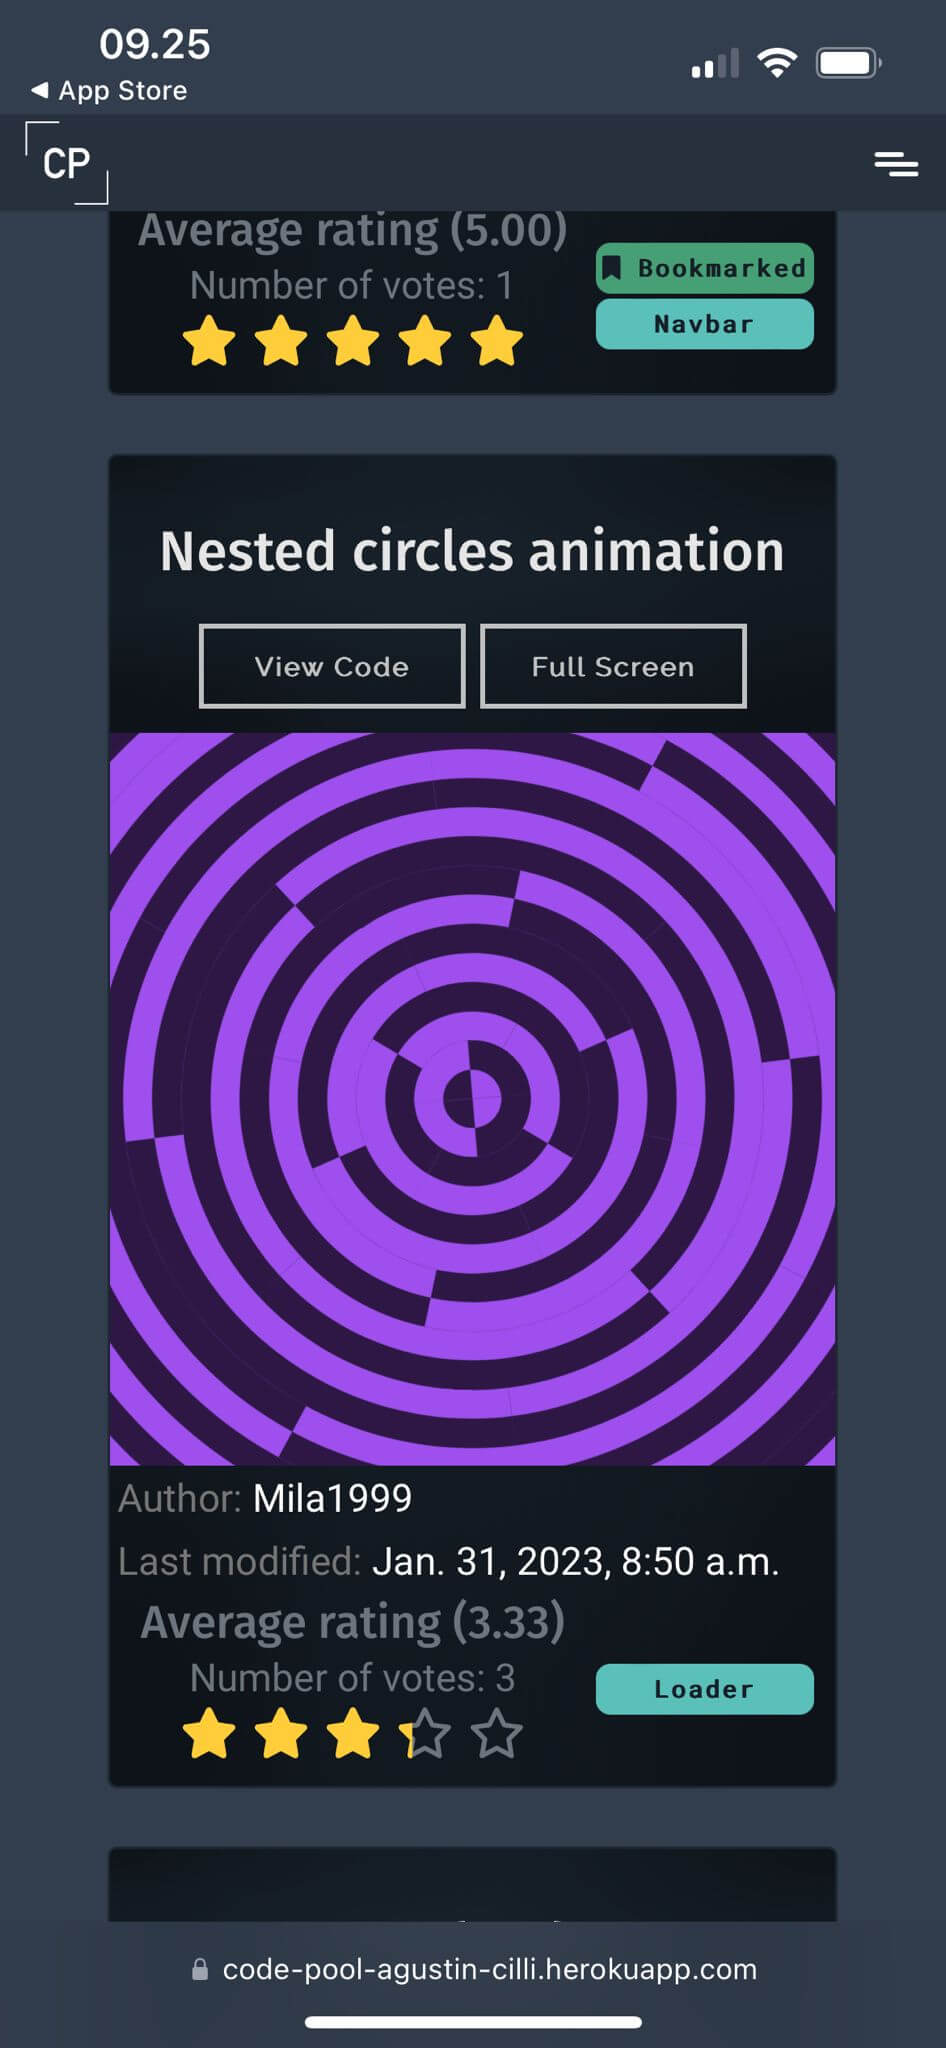 09.25
◀ App Store
CP
Average rating (5.00)
Number of votes: 1
Bookmarked
Navbar
Nested circles animation
View Code
Full Screen
Author: Mila1999
Last modified: Jan. 31, 2023, 8:50 a.m.
Average rating (3.33)
Number of votes: 3
Loader
code-pool-agustin-cilli.herokuapp.com